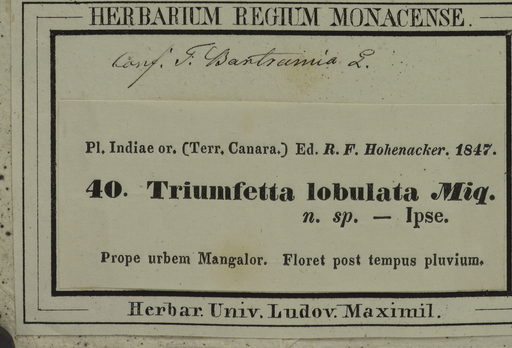 HERBARIUM REGIUM MONACENSE.
conf. T. Bartramia L.
Pl. Indiae or. (Terr. Canara.) Ed. R. F. Hohenacker. 1847.
40. Triumfetta lobulata Miq.
n. sp. — Ipse.
Prope urbem Mangalor. Floret post tempus pluvium.
Herbar. Univ. Ludov. Maximil.